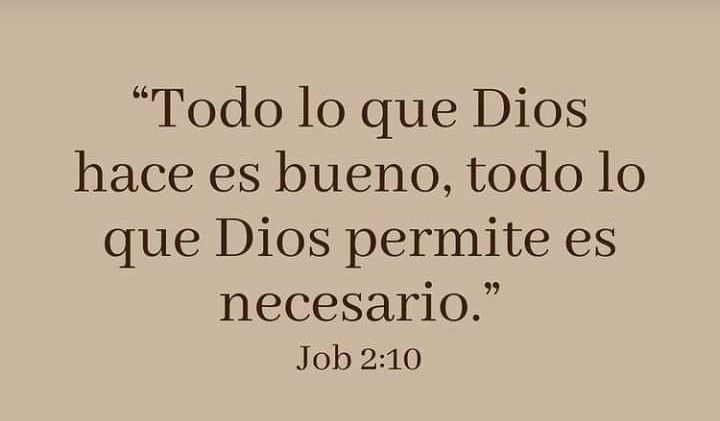 “Todo lo que Dios
hace es bueno, todo lo
que Dios permite es
necesario.”
Job 2:10